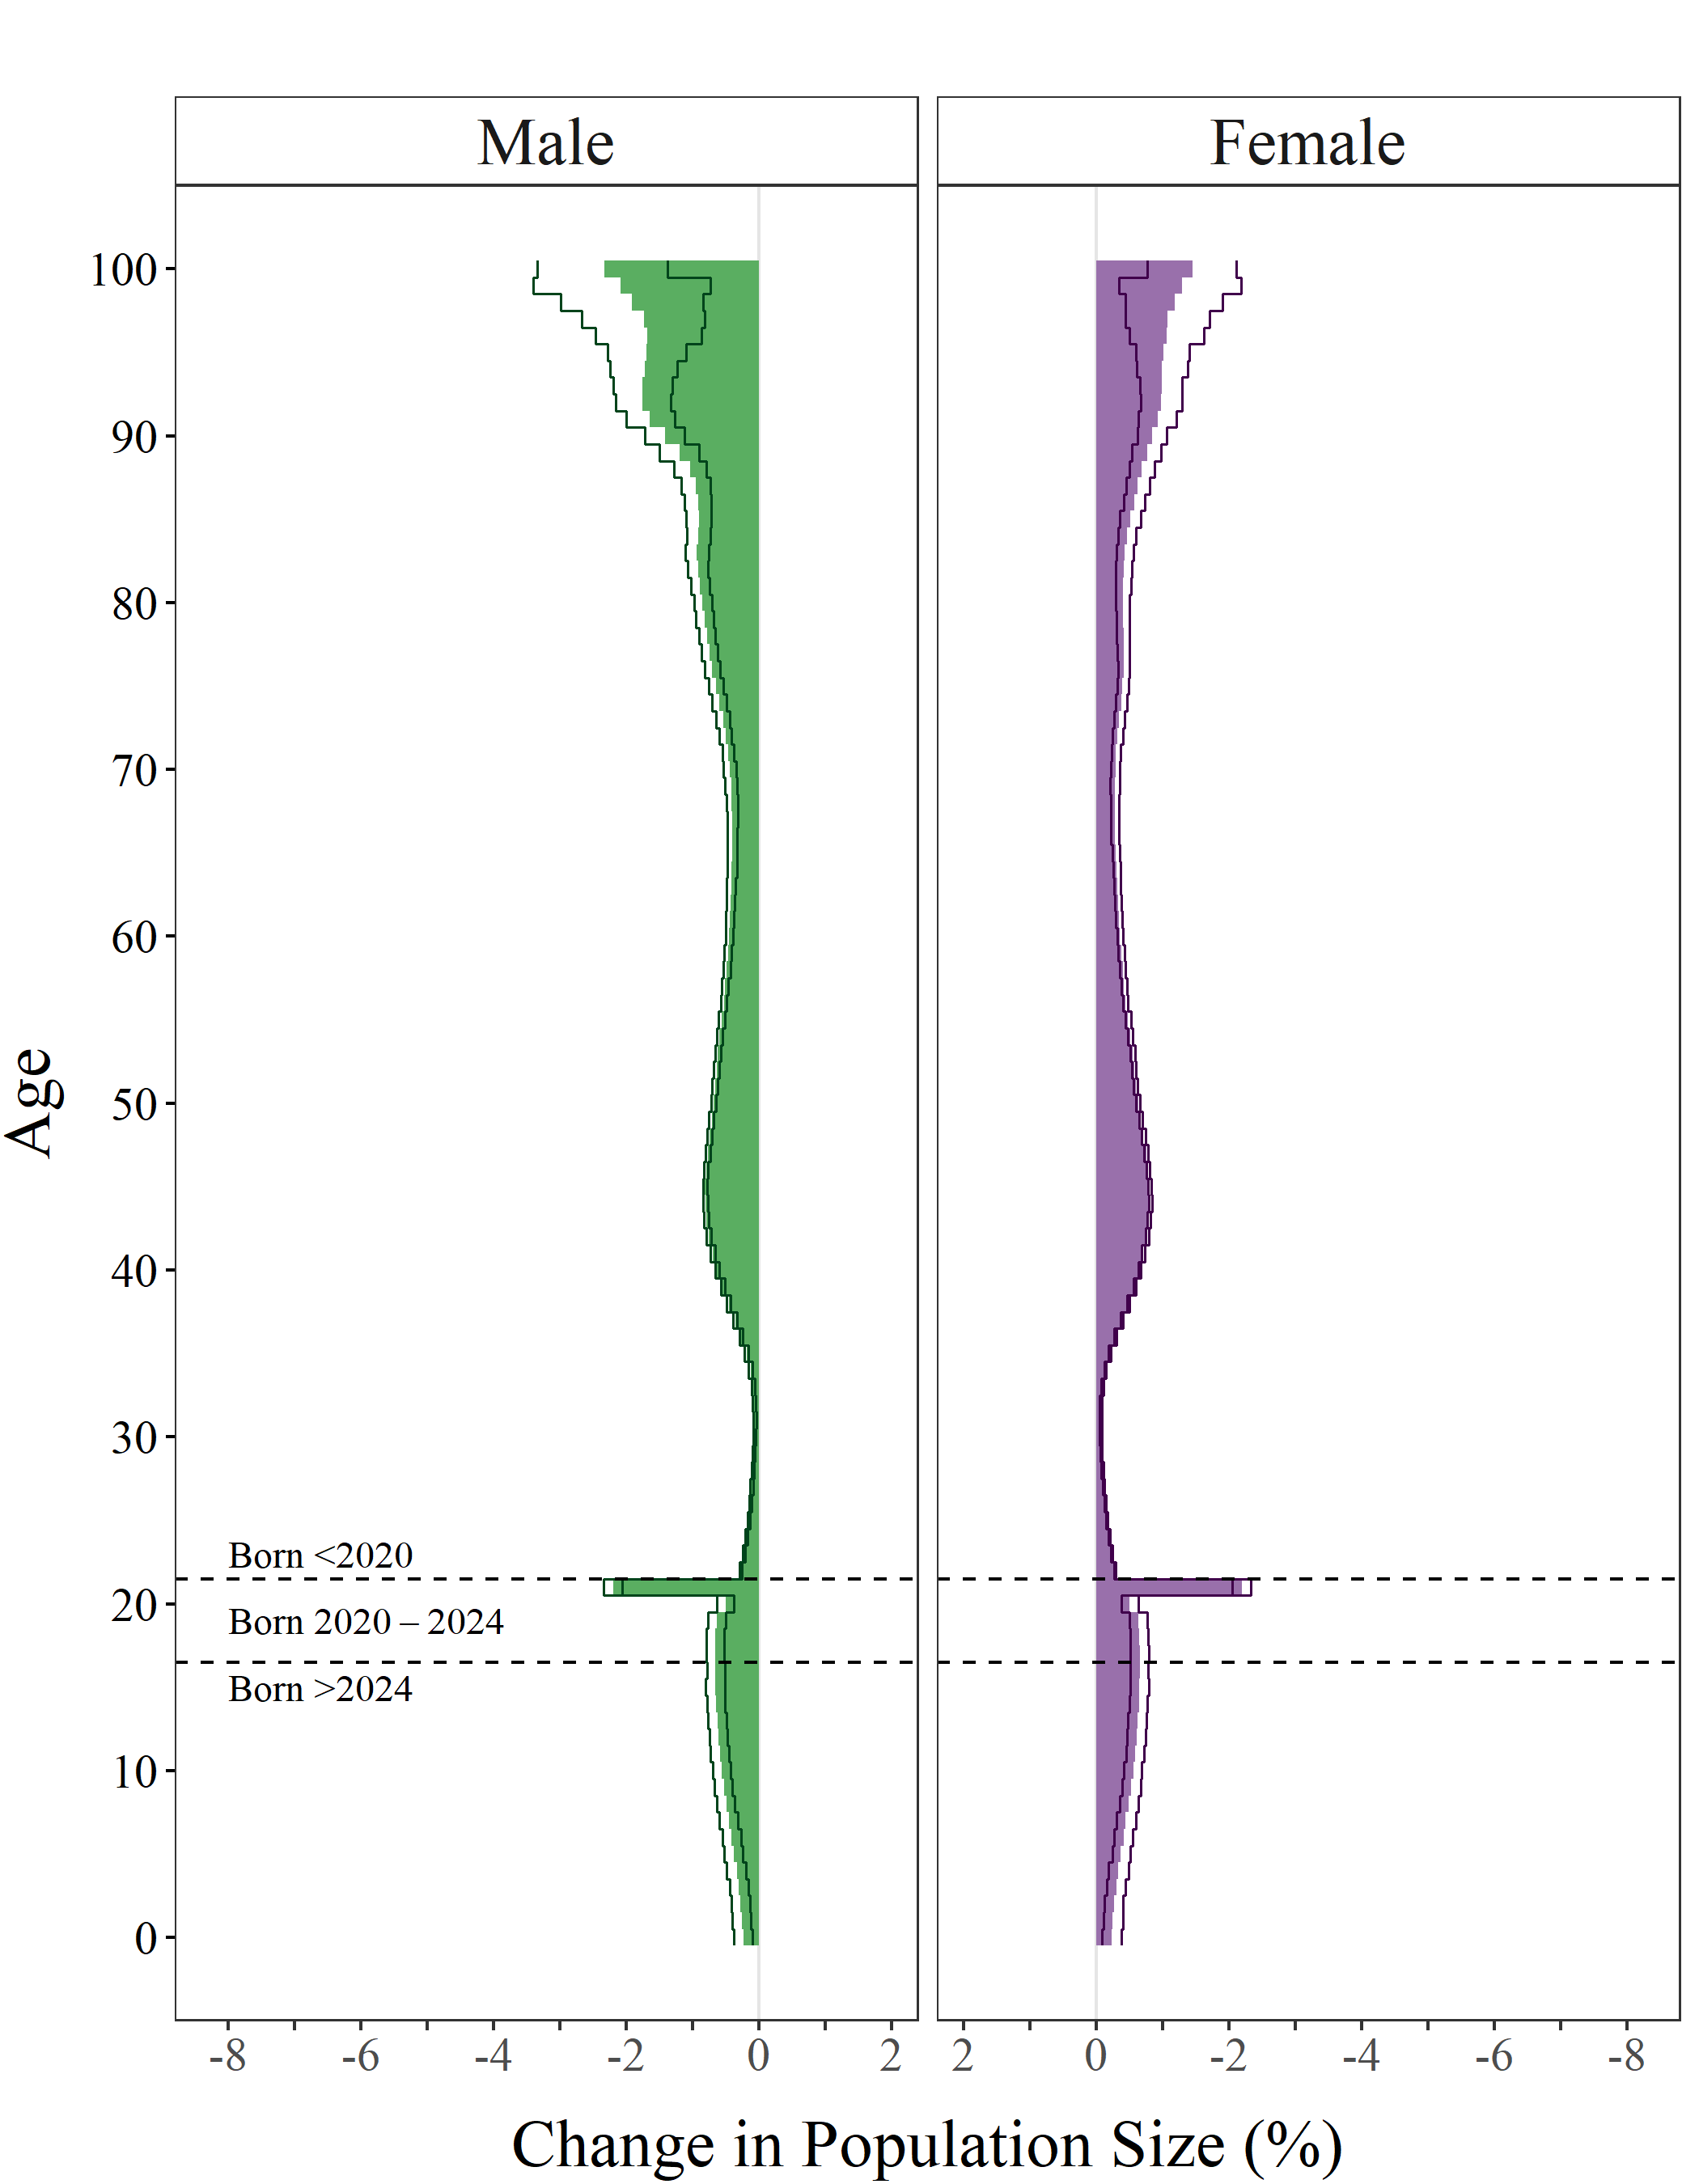 Male Female
100
90
80
70
60
50
40
30
20
10
0
Age
Born <2020
Born 2020 – 2024
Born >2024
-8 -6 -4 -2 0 2 2 0 -2 -4 -6 -8
Change in Population Size (%)